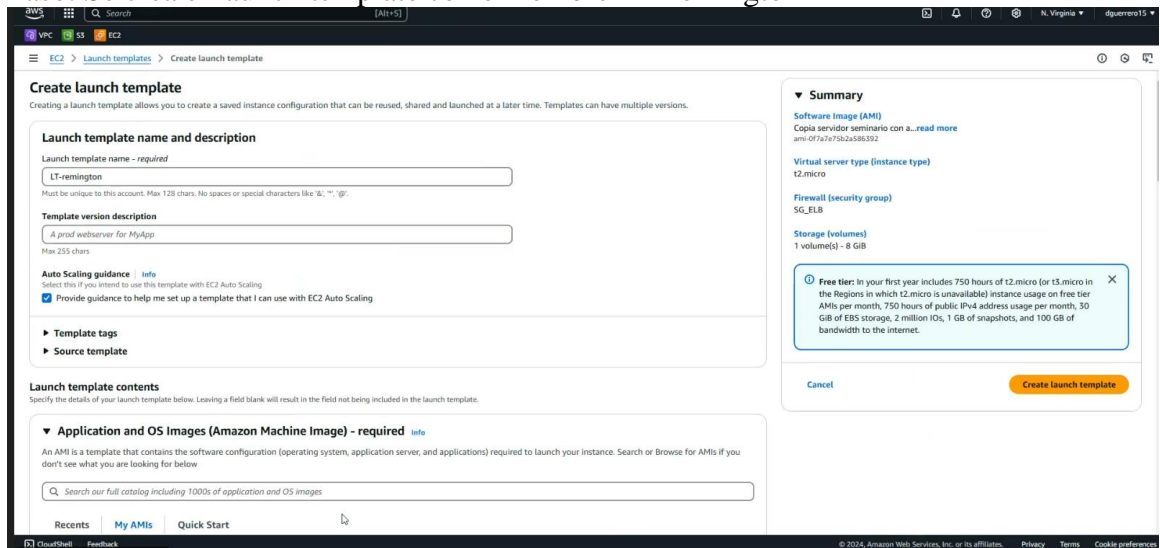 aws
Search
[Alt+S]
N. Virginia
dguerrero15
VPC S3 EC2
EC2 > Launch templates > Create launch template
Create launch template
Creating a launch template allows you to create a saved instance configuration that can be reused, shared and launched at a later time. Templates can have multiple versions.
Launch template name and description
Launch template name - required
LT-remington
Must be unique to this account. Max 128 chars. No spaces or special characters like '&', '*', '@'.
Template version description
A prod webserver for MyApp
Max 255 chars
Auto Scaling guidance | Info
Select this if you intend to use this template with EC2 Auto Scaling
Provide guidance to help me set up a template that I can use with EC2 Auto Scaling
Template tags
Source template
Launch template contents
Specify the details of your launch template below. Leaving a field blank will result in the field not being included in the launch template.
Application and OS Images (Amazon Machine Image) - required Info
An AMI is a template that contains the software configuration (operating system, application server, and applications) required to launch your instance. Search or Browse for AMIs if you
don't see what you are looking for below
Search our full catalog including 1000s of application and OS images
Recents My AMIs Quick Start
Summary
Software Image (AMI)
Copia servidor seminario con a...read more
ami-0f7a7e75b2a586392
Virtual server type (instance type)
t2.micro
Firewall (security group)
SG_ELB
Storage (volumes)
1 volume(s) - 8 GiB
Free tier: In your first year includes 750 hours of t2.micro (or t3.micro in
the Regions in which t2.micro is unavailable) instance usage on free tier
AMIs per month, 750 hours of public IPv4 address usage per month, 30
GiB of EBS storage, 2 million IOs, 1 GB of snapshots, and 100 GB of
bandwidth to the internet.
Cancel
Create launch template
CloudShell Feedback
© 2024, Amazon Web Services, Inc. or its affiliates. Privacy Terms Cookie preferences